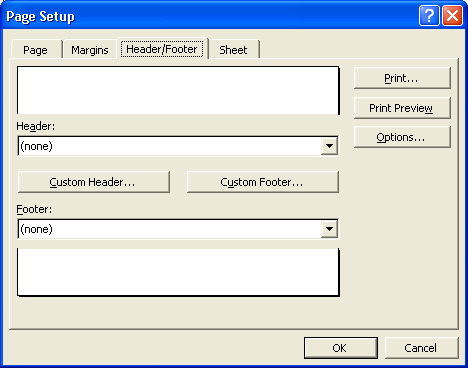 Page Setup
Page Margins Header/Footer Sheet
Print...
Print Preview
Header:
(none)
Options...
Custom Header... Custom Footer...
Footer:
(none)
OK Cancel